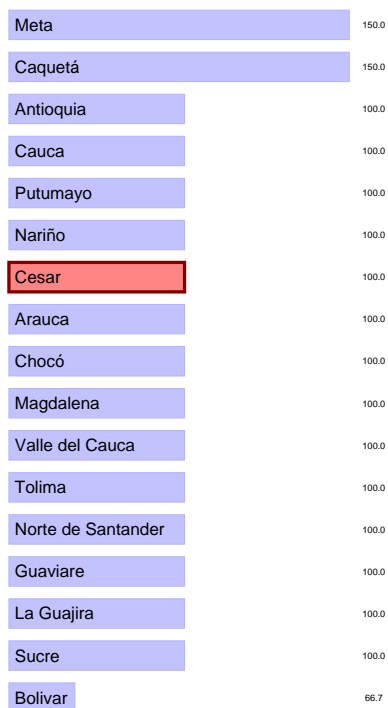 Meta 150.0
Caquetá 150.0
Antioquia 100.0
Cauca 100.0
Putumayo 100.0
Nariño 100.0
Cesar 100.0
Arauca 100.0
Chocó 100.0
Magdalena 100.0
Valle del Cauca 100.0
Tolima 100.0
Norte de Santander 100.0
Guaviare 100.0
La Guajira 100.0
Sucre 100.0
Bolivar 66.7